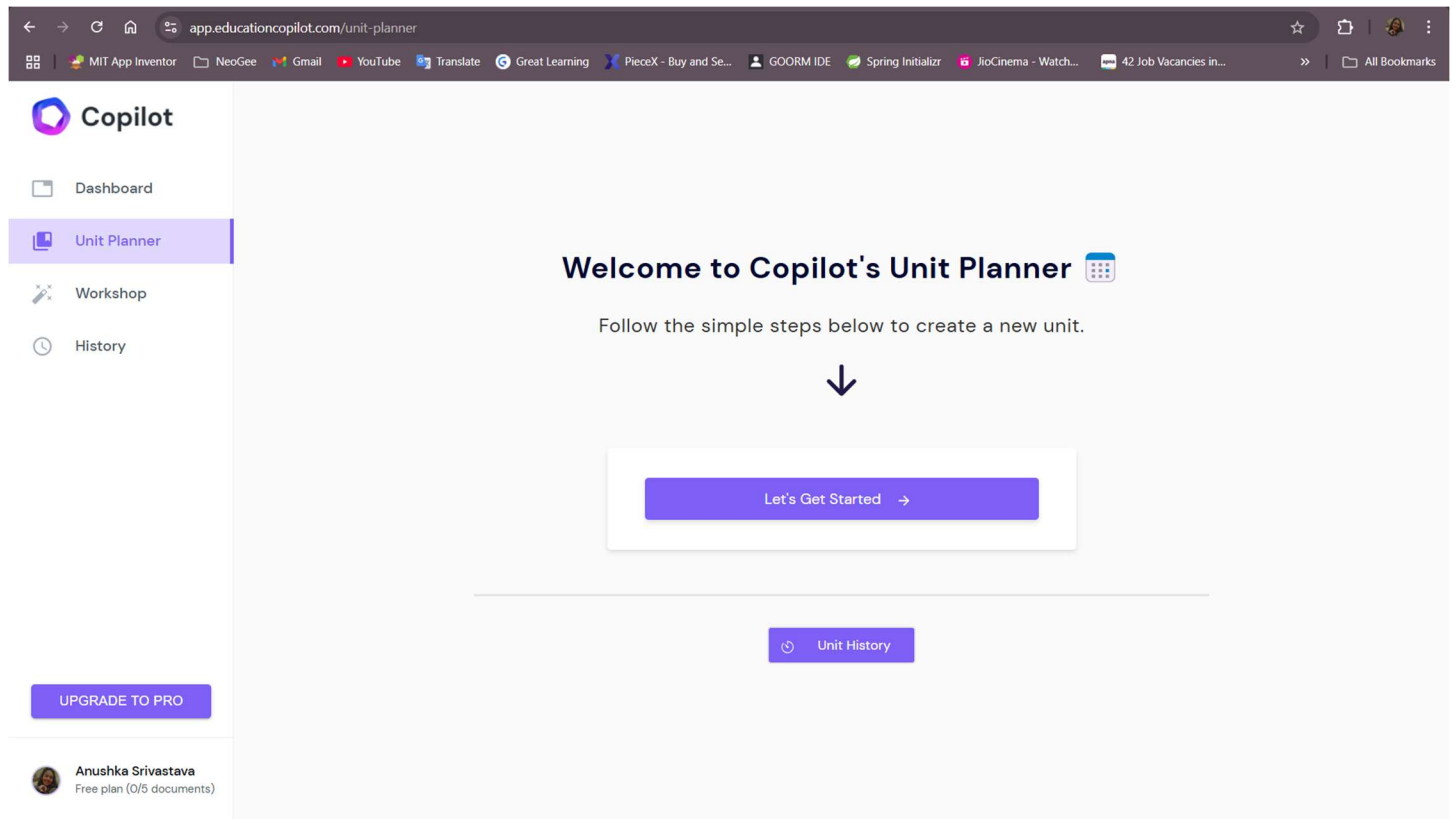 app.educationcopilot.com/unit-planner
MIT App Inventor NeoGee Gmail YouTube Translate Great Learning PieceX - Buy and Se... GOORM IDE Spring Initializr JioCinema - Watch... 42 Job Vacancies in... » All Bookmarks
Copilot
Dashboard
Unit Planner
Workshop
History
Welcome to Copilot's Unit Planner
Follow the simple steps below to create a new unit.
Let's Get Started →
Unit History
UPGRADE TO PRO
Anushka Srivastava
Free plan (0/5 documents)